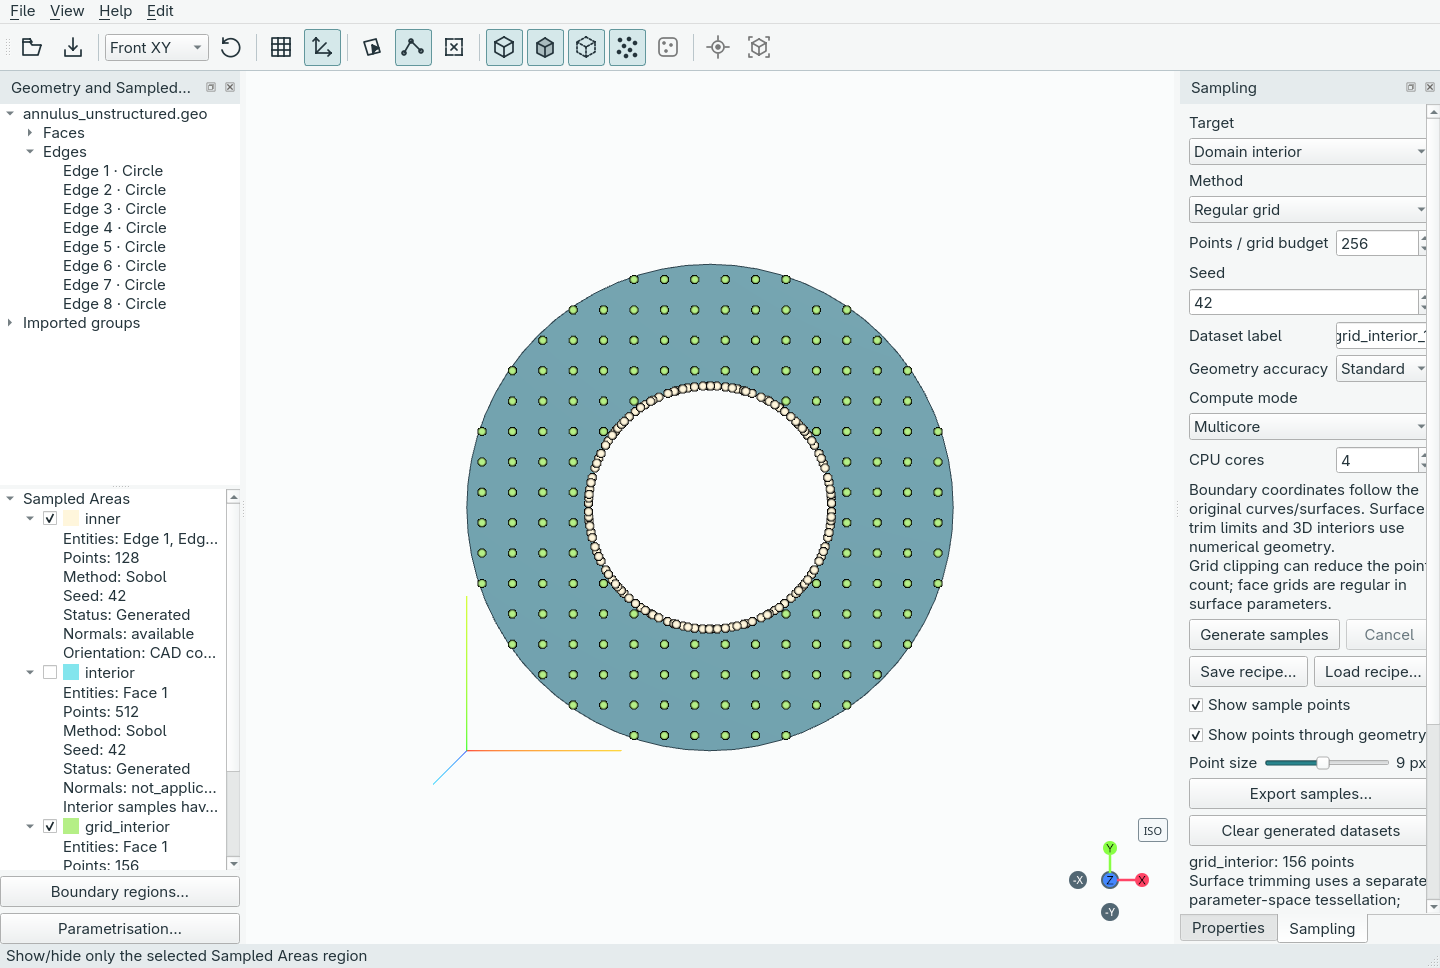 File View Help Edit
Front XY
Geometry and Sampled...
annulus_unstructured.geo
Faces
Edges
Edge 1 · Circle
Edge 2 · Circle
Edge 3 · Circle
Edge 4 · Circle
Edge 5 · Circle
Edge 6 · Circle
Edge 7 · Circle
Edge 8 · Circle
Imported groups
Sampled Areas
inner
Entities: Edge 1, Edg...
Points: 128
Method: Sobol
Seed: 42
Status: Generated
Normals: available
Orientation: CAD co...
interior
Entities: Face 1
Points: 512
Method: Sobol
Seed: 42
Status: Generated
Normals: not_applic...
Interior samples hav...
grid_interior
Entities: Face 1
Points: 156
Boundary regions...
Parametrisation...
Show/hide only the selected Sampled Areas region
ISO
Y
-X Z X
-Y
Sampling
Target
Domain interior
Method
Regular grid
Points / grid budget 256
Seed
42
Dataset label grid_interior_
Geometry accuracy Standard
Compute mode
Multicore
CPU cores 4
Boundary coordinates follow the
original curves/surfaces. Surface
trim limits and 3D interiors use
numerical geometry.
Grid clipping can reduce the point
count; face grids are regular in
surface parameters.
Generate samples Cancel
Save recipe... Load recipe...
Show sample points
Show points through geometry
Point size 9 px
Export samples...
Clear generated datasets
grid_interior: 156 points
Surface trimming uses a separate
parameter-space tessellation;
Properties Sampling